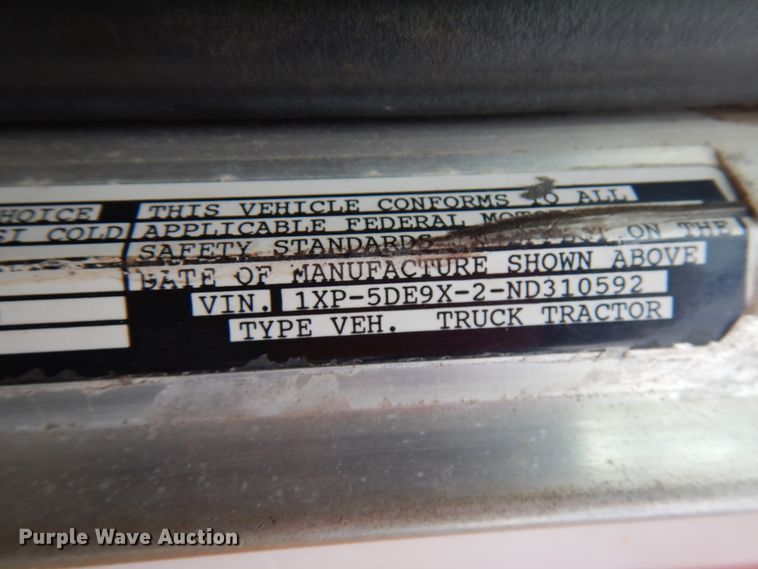 HOICE THIS VEHICLE CONFORMS TO ALL
SI COLD APPLICABLE FEDERAL
SAFETY STANDARDS ON THE
DATE OF MANUFACTURE SHOWN ABOVE
VIN. 1XP-5DE9X-2-ND310592
TYPE VEH. TRUCK TRACTOR
Purple Wave Auction